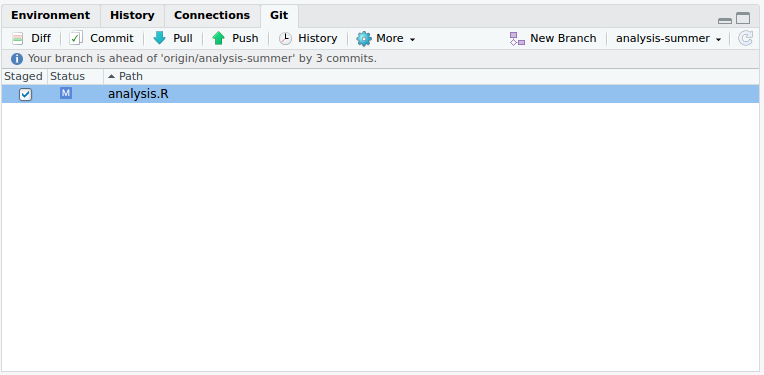 Environment History Connections Git
Diff Commit Pull Push History More New Branch analysis-summer
Your branch is ahead of 'origin/analysis-summer' by 3 commits.
Staged Status Path
M analysis.R